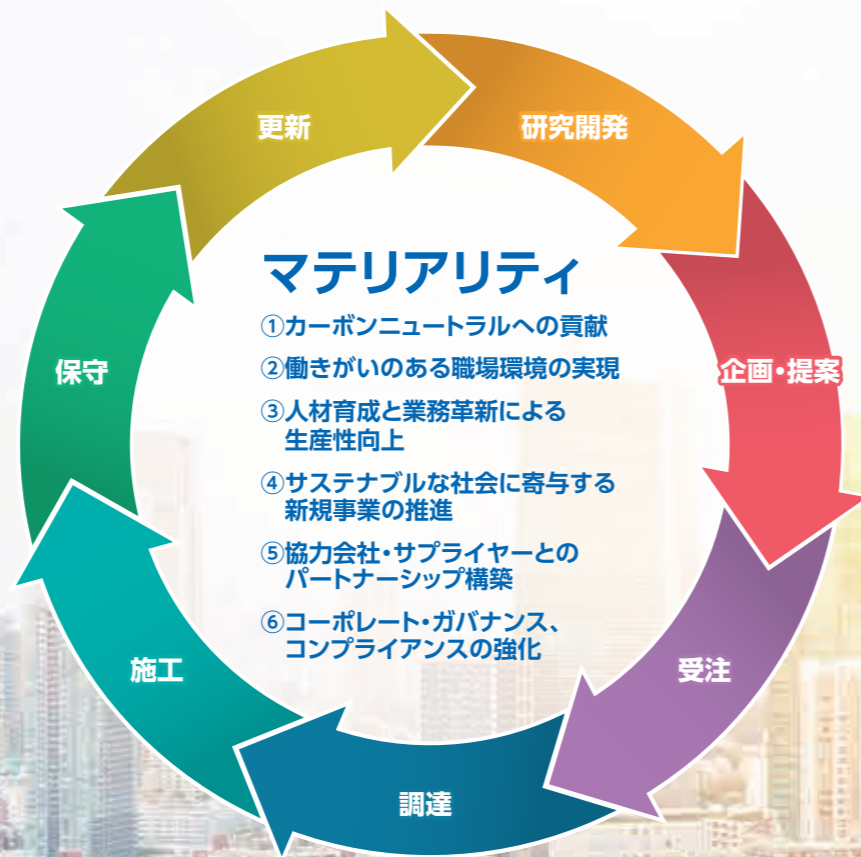 更新
研究開発
マテリアリティ
①カーボンニュートラルへの貢献
②働きがいのある職場環境の実現
③人材育成と業務革新による
生産性向上
④サステナブルな社会に寄与する
新規事業の推進
⑤協力会社・サプライヤーとの
パートナーシップ構築
⑥コーポレート・ガバナンス、
コンプライアンスの強化
企画・提案
受注
調達
施工
保守